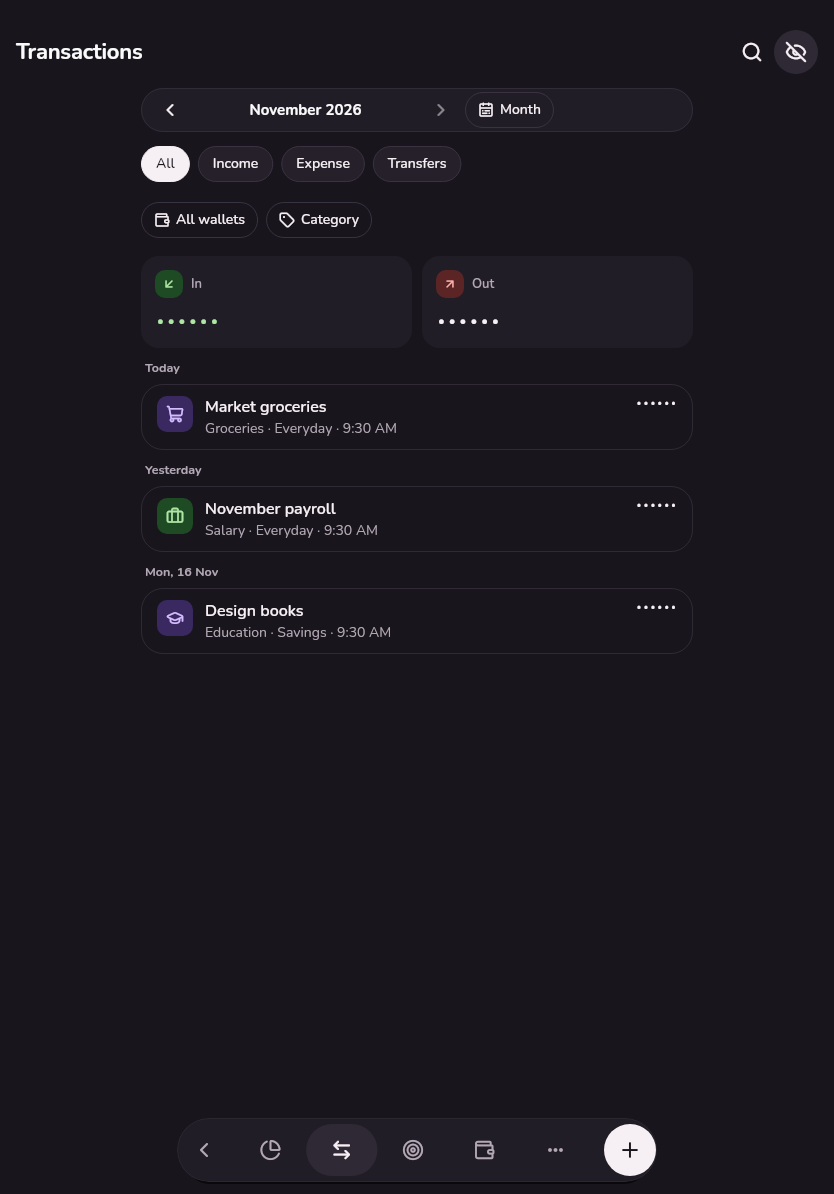 Transactions
November 2026 Month
All Income Expense Transfers
All wallets Category
In Out
•••••• ••••••
Today
Market groceries ••••••
Groceries · Everyday · 9:30 AM
Yesterday
November payroll ••••••
Salary · Everyday · 9:30 AM
Mon, 16 Nov
Design books ••••••
Education · Savings · 9:30 AM